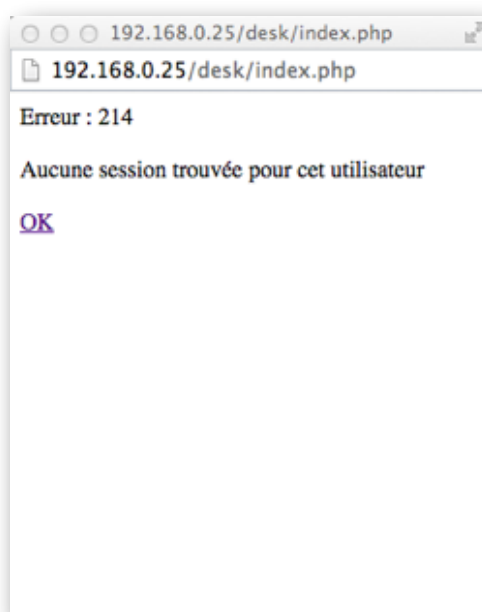 192.168.0.25/desk/index.php
192.168.0.25/desk/index.php
Erreur : 214
Aucune session trouvée pour cet utilisateur
OK